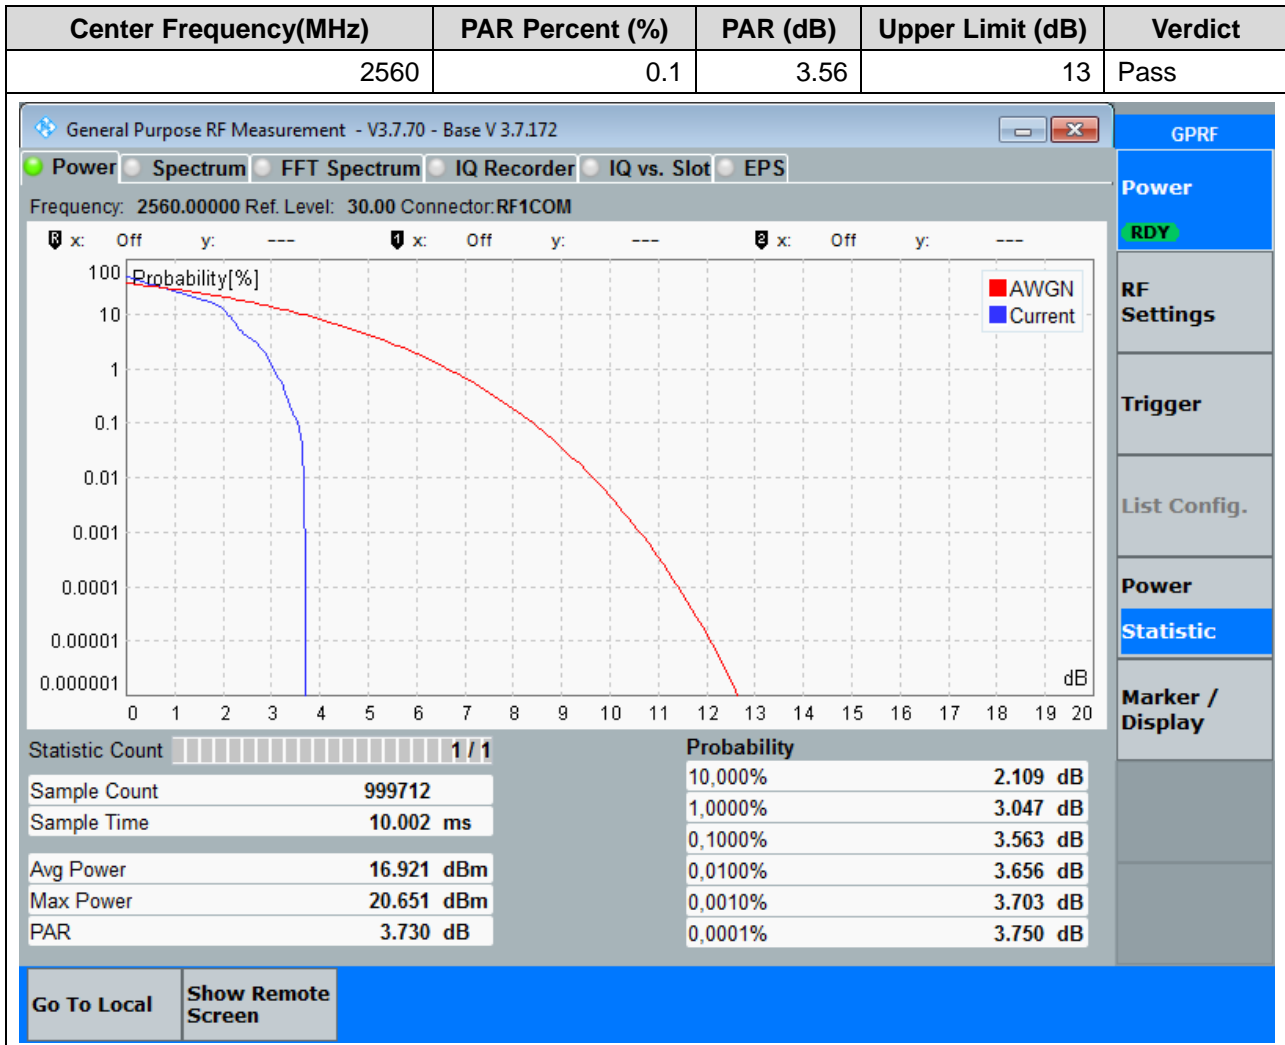 Center Frequency(MHz) PAR Percent (%) PAR (dB) Upper Limit (dB) Verdict
2560 0.1 3.56 13 Pass
General Purpose RF Measurement - V3.7.70 - Base V 3.7.172
GPRF
Power Spectrum FFT Spectrum IQ Recorder IQ vs. Slot EPS
Power
RDY
Frequency: 2560.00000 Ref. Level: 30.00 Connector: RF1COM
R x: Off y: --- 1 x: Off y: --- 2 x: Off y: ---
Probability[%]
AWGN
Current
100
10
1
0.1
0.01
0.001
0.0001
0.00001
0.000001
dB
0 1 2 3 4 5 6 7 8 9 10 11 12 13 14 15 16 17 18 19 20
RF
Settings
Trigger
List Config.
Power
Statistic
Marker /
Display
Statistic Count 1 / 1
Sample Count 999712
Sample Time 10.002 ms
Avg Power 16.921 dBm
Max Power 20.651 dBm
PAR 3.730 dB
Probability
10,000% 2.109 dB
1,0000% 3.047 dB
0,1000% 3.563 dB
0,0100% 3.656 dB
0,0010% 3.703 dB
0,0001% 3.750 dB
Go To Local
Show Remote
Screen